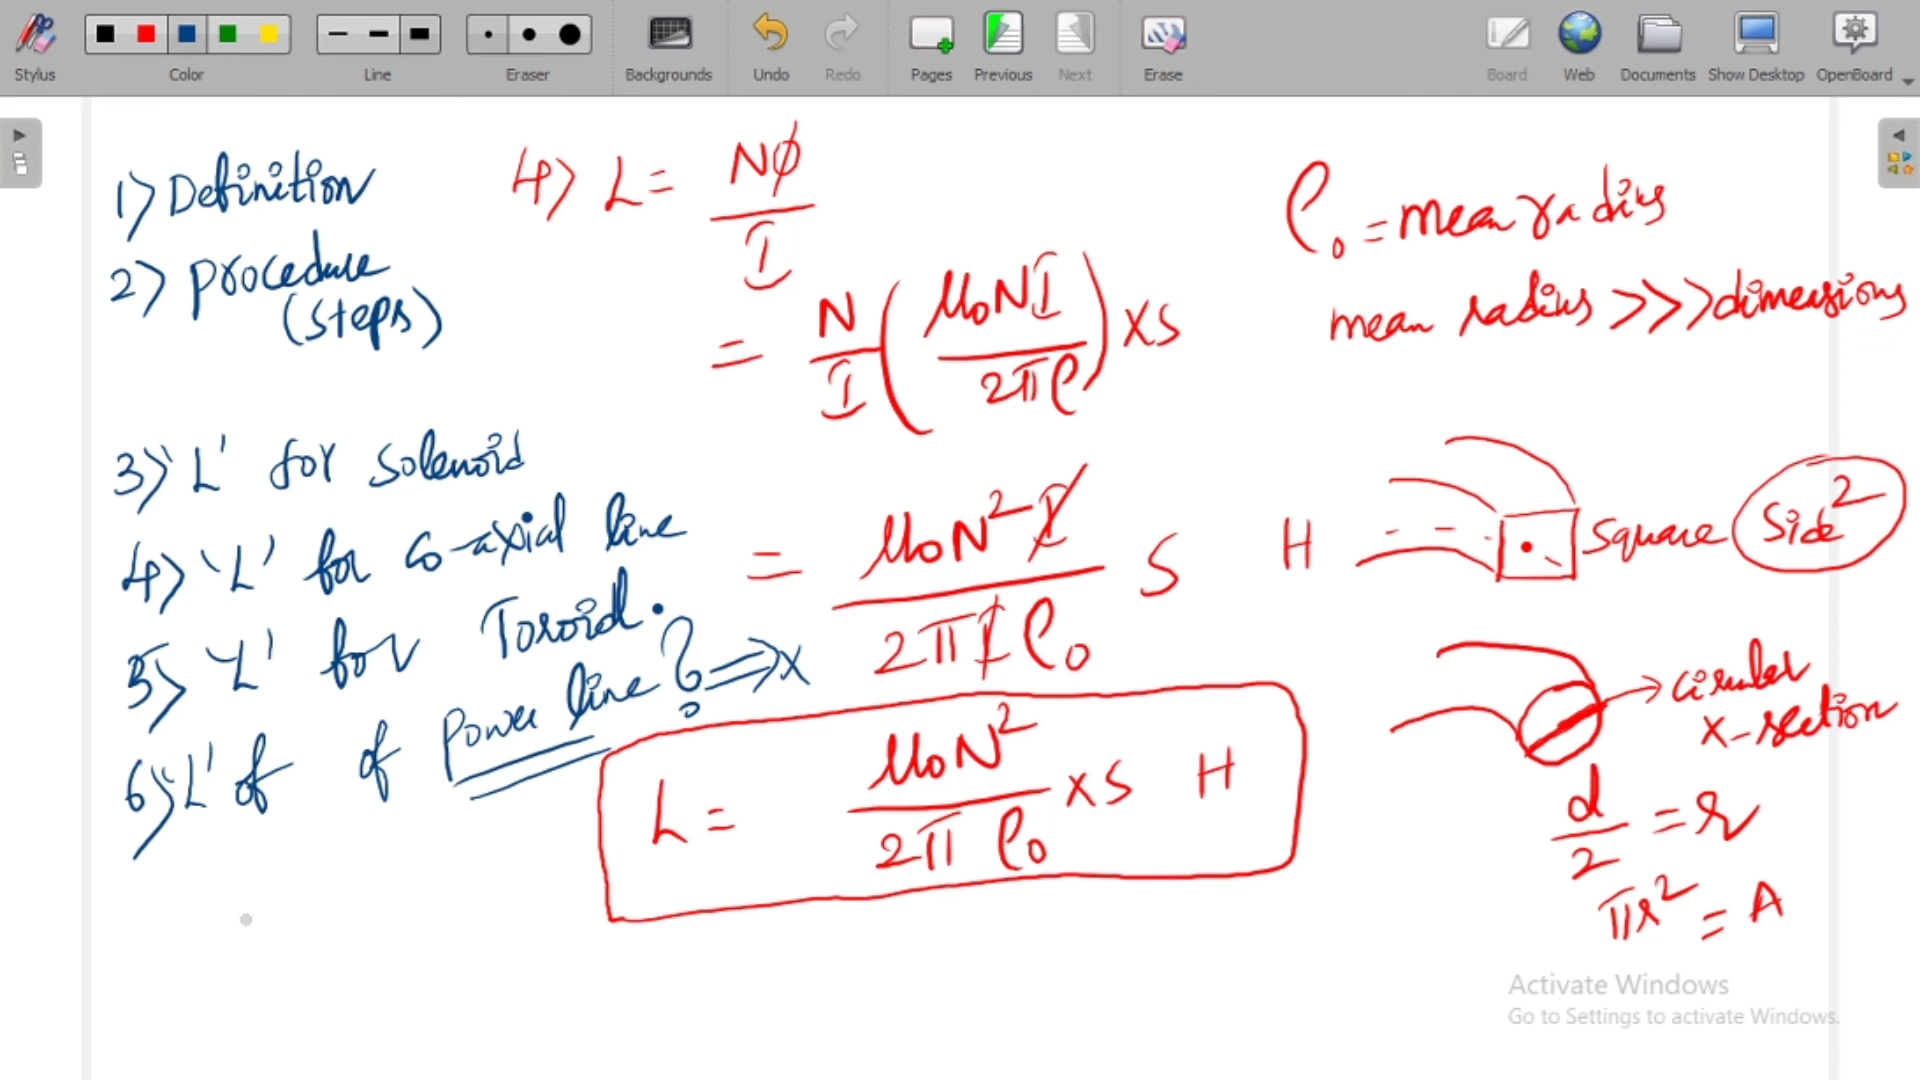 Stylus Color Line Eraser Backgrounds Undo Redo Pages Previous Next Erase Board Web Documents Show Desktop OpenBoard
1) Definition
2) Procedure
(Steps)
3) 'L' for Solenoid
4) 'L' for Co-axial line
5) 'L' for Toroid.
6) 'L' of of Power line? ⇒ x
4) L = Nϕ / I
= N/I (μ₀NI / 2πρ) × S
= μ₀N²I / 2πIρ₀ S H
L = μ₀N² / 2πρ₀ × S H
ρ₀ = mean radius
mean radius >>> dimensions
Square Side²
→ circular
x-section
d/2 = r
πr² = A
Activate Windows
Go to Settings to activate Windows.